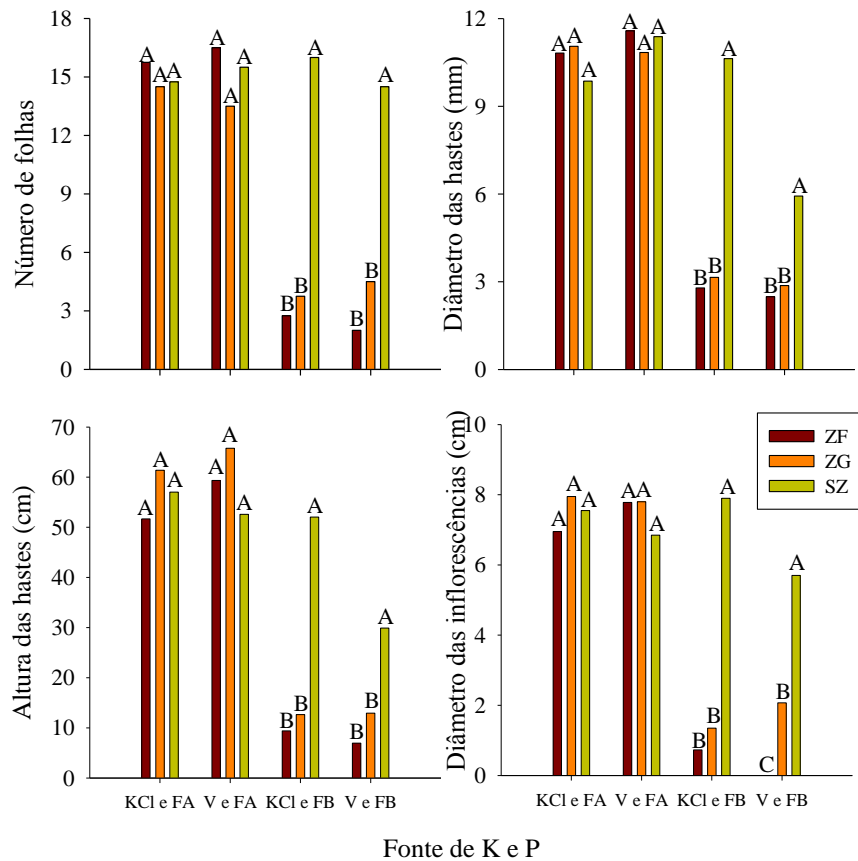 18
15
12
9
6
3
0
Número de folhas
A A A
A A A
B B A
B B A
12
9
6
3
0
Diâmetro das hastes (mm)
A A A
A A A
B B A
B B A
70
60
50
40
30
20
10
0
Altura das hastes (cm)
A A A
A A A
B B A
B B A
KCl e FA V e FA KCl e FB V e FB
10
8
6
4
2
0
Diâmetro das inflorescências (cm)
A A A
A A A
B B A
C B A
ZF
ZG
SZ
KCl e FA V e FA KCl e FB V e FB
Fonte de K e P